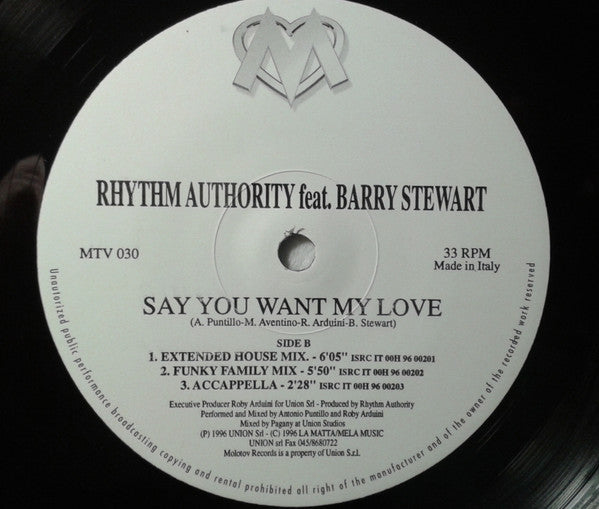 M
RHYTHM AUTHORITY feat. BARRY STEWART
MTV 030
33 RPM
Made in Italy
SAY YOU WANT MY LOVE
(A. Puntillo-M. Aventino-R. Arduini-B. Stewart)
SIDE B
1. EXTENDED HOUSE MIX. - 6'05" ISRC IT 00H 96 00201
2. FUNKY FAMILY MIX - 5'50" ISRC IT 00H 96 00202
3. ACCAPPELLA - 2'28" ISRC IT 00H 96 00203
Executive Producer Roby Arduini for Union Srl - Produced by Rhythm Authority
Performed and Mixed by Antonio Puntillo and Roby Arduini
Mixed by Pagany at Union Studios
(P) 1996 UNION Srl - (C) 1996 LA MATTA/MELA MUSIC
UNION srl Fax 045/8680722
Molotov Records is a property of Union S.r.l.
Unautorized public performance broadcasting copying and rental prohibited all right of the manufacturer and of the owner of the recorded work reserved